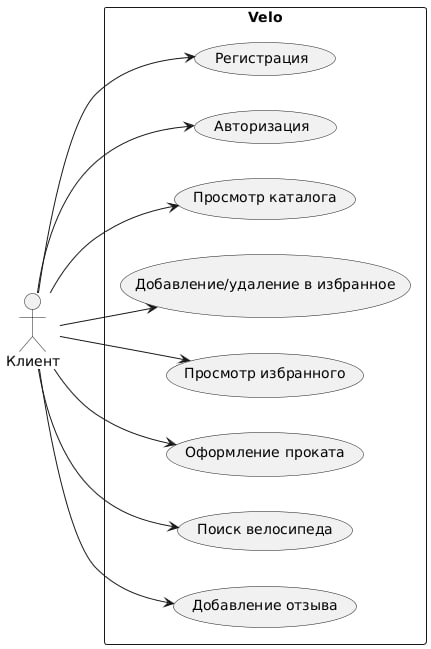 Velo
Регистрация
Авторизация
Просмотр каталога
Добавление/удаление в избранное
Клиент
Просмотр избранного
Оформление проката
Поиск велосипеда
Добавление отзыва